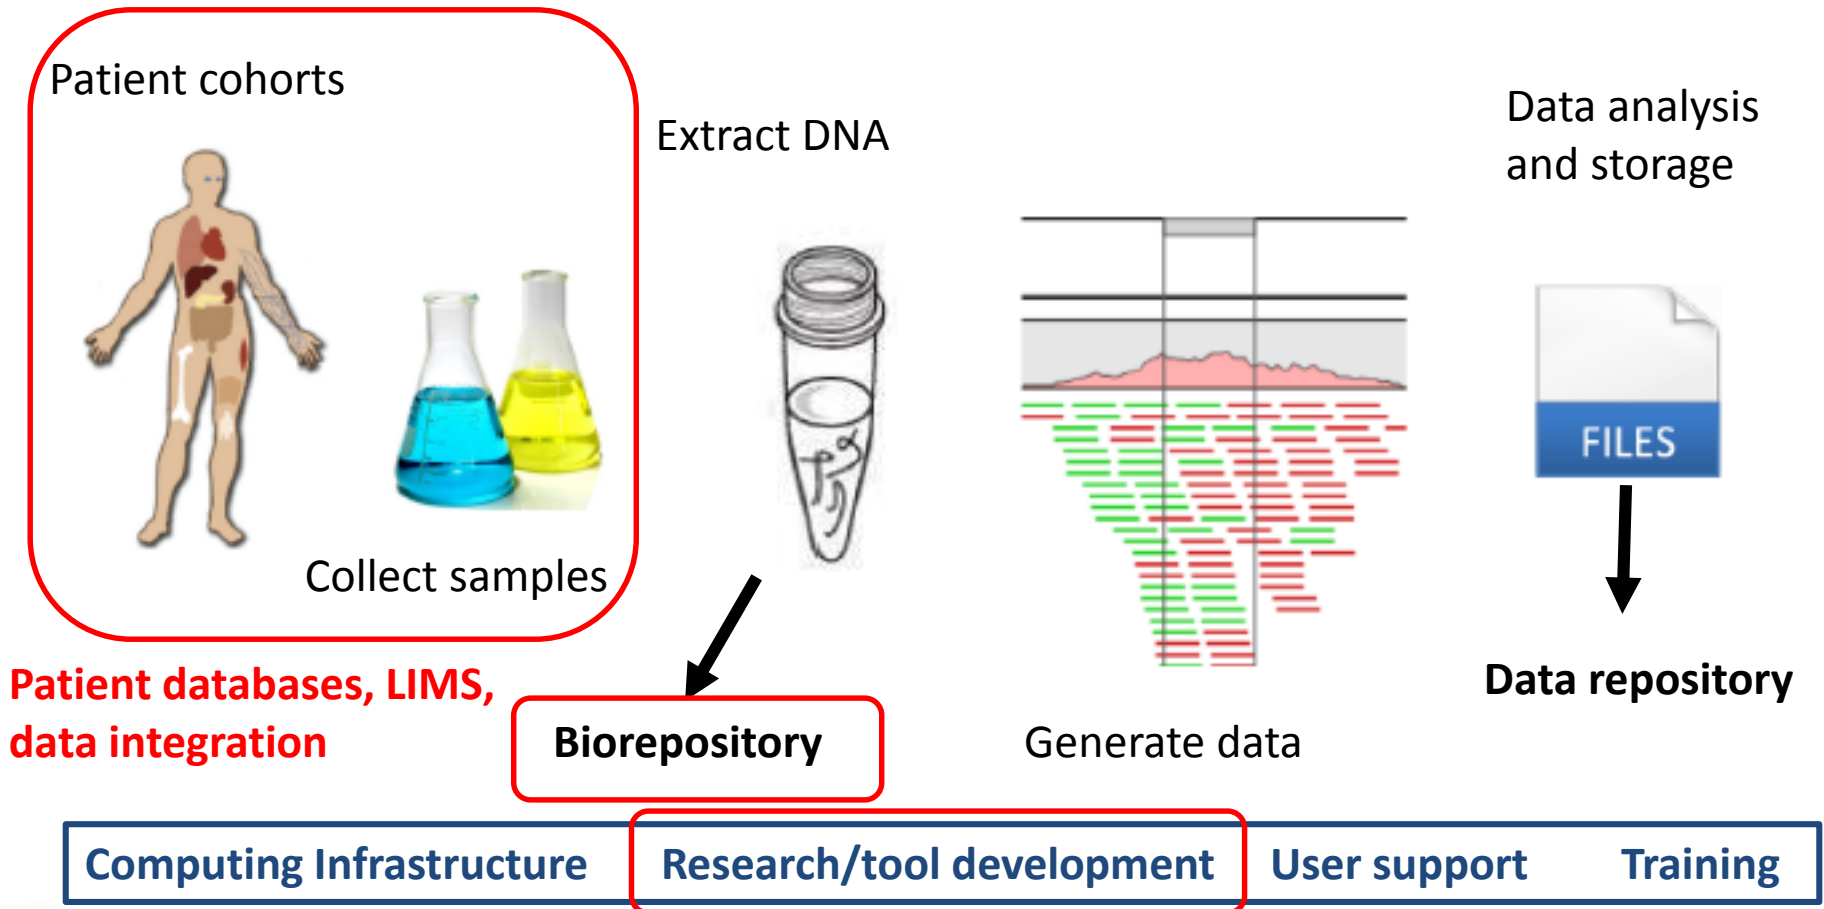 Patient cohorts
Extract DNA
Data analysis
and storage
FILES
Collect samples
Patient databases, LIMS,
data integration
Biorepository
Generate data
Data repository
Computing Infrastructure
Research/tool development
User support
Training